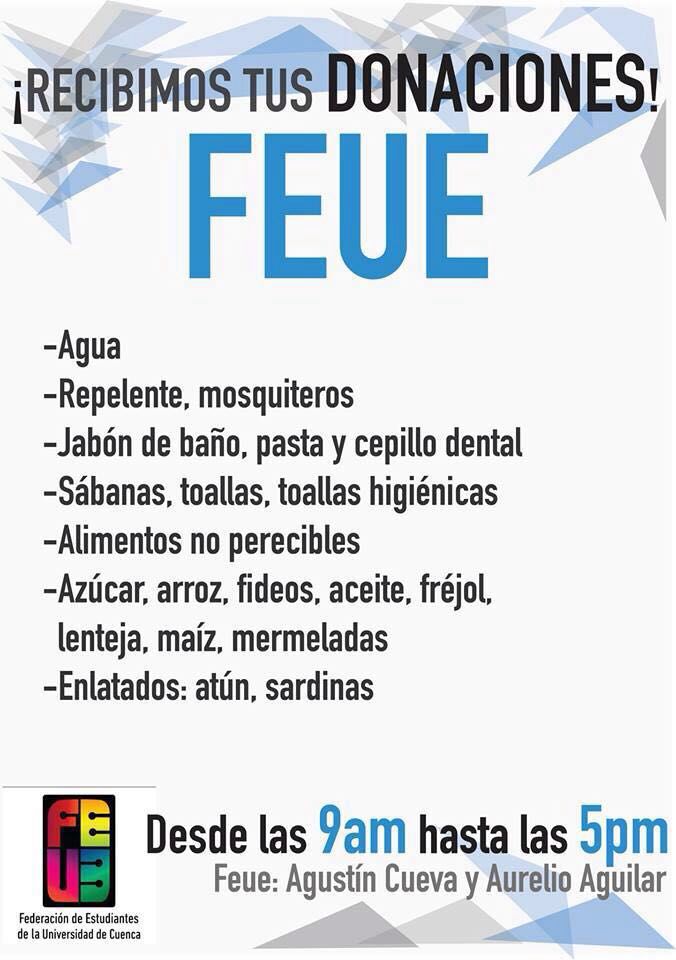 ¡RECIBIMOS TUS DONACIONES!
FEUE
-Agua
-Repelente, mosquiteros
-Jabón de baño, pasta y cepillo dental
-Sábanas, toallas, toallas higiénicas
-Alimentos no perecibles
-Azúcar, arroz, fideos, aceite, fréjol,
lenteja, maíz, mermeladas
-Enlatados: atún, sardinas
Desde las 9am hasta las 5pm
Feue: Agustín Cueva y Aurelio Aguilar
FE
UE
Federación de Estudiantes
de la Universidad de Cuenca